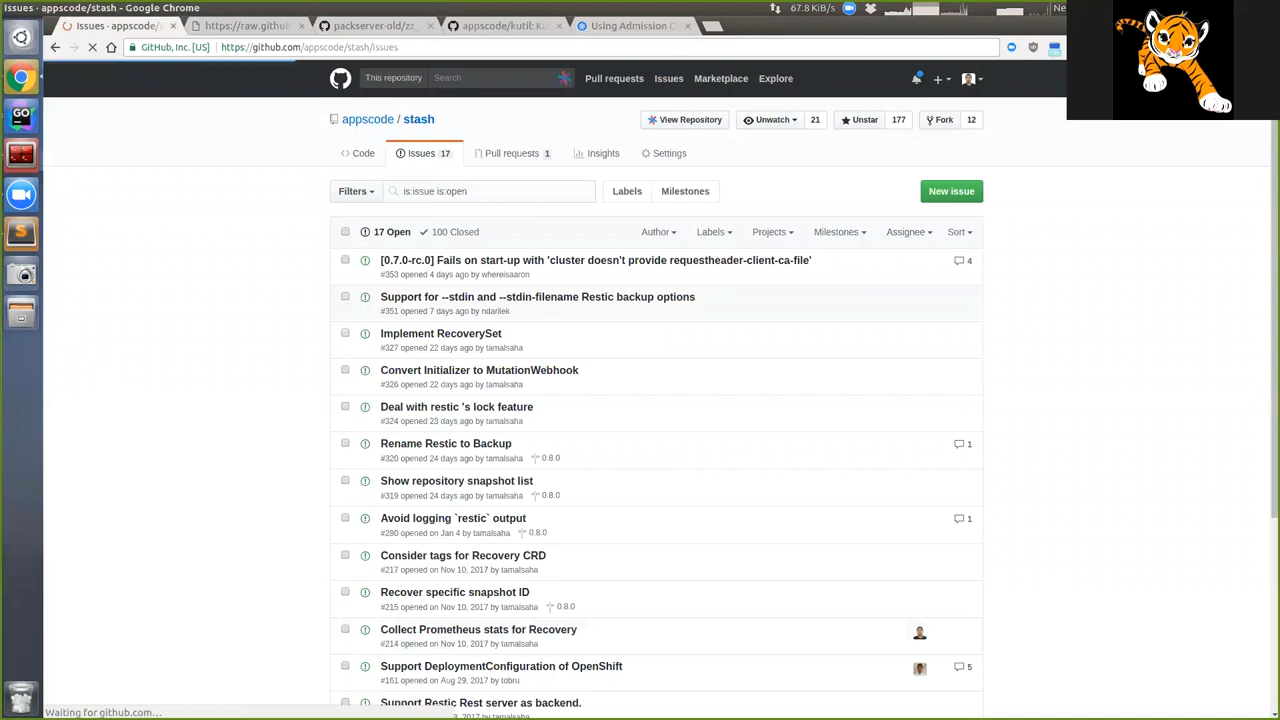 Issues - appscode/stash - Google Chrome
67.8 KiB/s
Ne
Issues - appscode/s
https://raw.github
packserver-old/zz
appscode/kutil: Ku
Using Admission C
GitHub, Inc. [US]
https://github.com/appscode/stash/issues
This repository
Search
Pull requests
Issues
Marketplace
Explore
appscode / stash
View Repository
Unwatch
21
Unstar
177
Fork
12
Code
Issues 17
Pull requests 1
Insights
Settings
Filters
is:issue is:open
Labels
Milestones
New issue
17 Open
100 Closed
Author
Labels
Projects
Milestones
Assignee
Sort
[0.7.0-rc.0] Fails on start-up with 'cluster doesn't provide requestheader-client-ca-file'
4
#353 opened 4 days ago by whereisaaron
Support for --stdin and --stdin-filename Restic backup options
#351 opened 7 days ago by ndarilek
Implement RecoverySet
#327 opened 22 days ago by tamalsaha
Convert Initializer to MutationWebhook
#326 opened 22 days ago by tamalsaha
Deal with restic 's lock feature
#324 opened 23 days ago by tamalsaha
Rename Restic to Backup
1
#320 opened 24 days ago by tamalsaha 0.8.0
Show repository snapshot list
#319 opened 24 days ago by tamalsaha 0.8.0
Avoid logging `restic` output
1
#280 opened on Jan 4 by tamalsaha 0.8.0
Consider tags for Recovery CRD
#217 opened on Nov 10, 2017 by tamalsaha
Recover specific snapshot ID
#215 opened on Nov 10, 2017 by tamalsaha 0.8.0
Collect Prometheus stats for Recovery
#214 opened on Nov 10, 2017 by tamalsaha
Support DeploymentConfiguration of OpenShift
5
#161 opened on Aug 29, 2017 by tobru
Support Restic Rest server as backend.
3, 2017 by tamalsaha
Waiting for github.com...